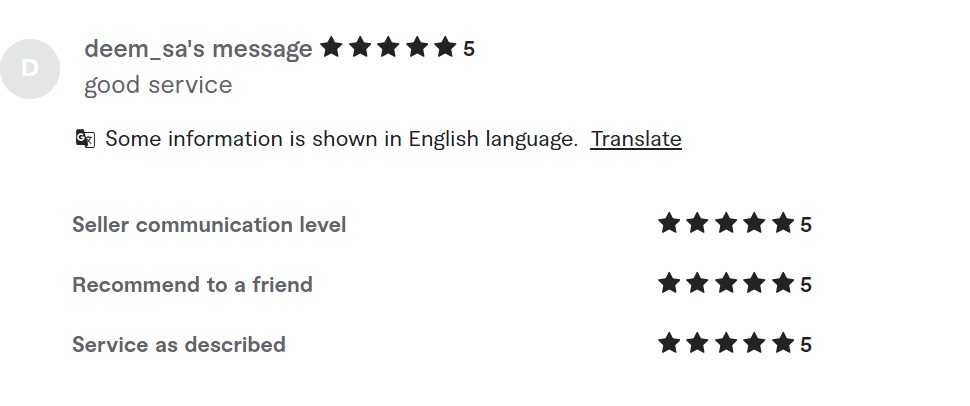 D
deem_sa's message ★★★★★ 5
good service
Some information is shown in English language. Translate
Seller communication level ★★★★★ 5
Recommend to a friend ★★★★★ 5
Service as described ★★★★★ 5